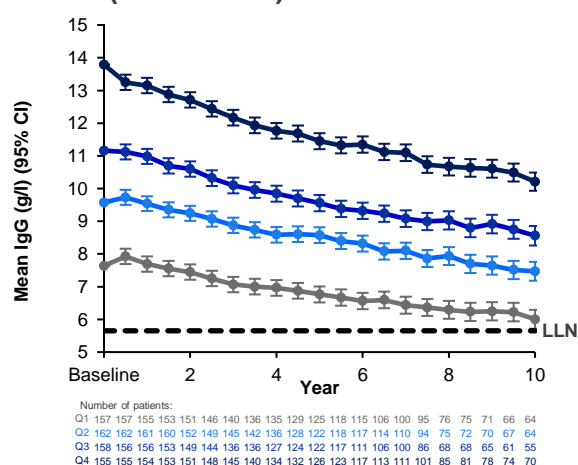 15
14
13
12
11
10
9
8
7
6
5
Mean IgG (g/l) (95% CI)
LLN
Baseline 2 4 6 8 10
Year
Number of patients:
Q1 157 157 155 153 151 146 140 136 135 129 125 118 115 106 100 95 76 75 71 66 64
Q2 162 162 161 160 152 149 145 142 136 128 122 118 117 114 110 94 75 72 70 67 64
Q3 158 156 156 153 149 144 136 136 127 124 122 117 111 106 100 86 68 68 65 61 55
Q4 155 155 154 153 151 148 145 140 134 132 126 123 117 113 111 101 85 81 78 74 70